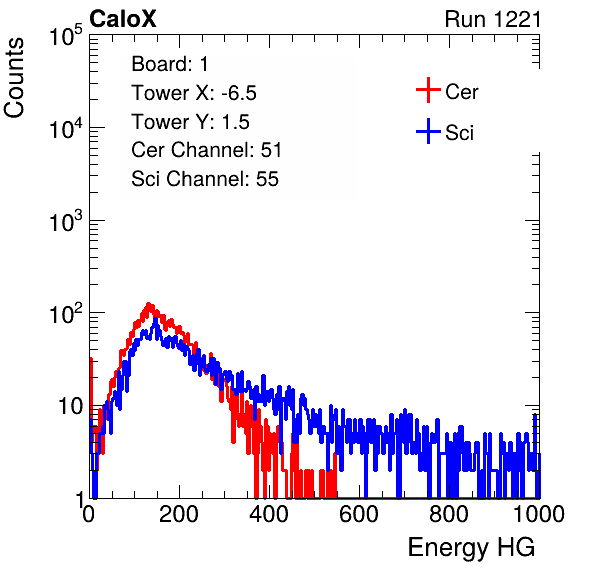 CaloX Run 1221
Counts
10^5
10^4
10^3
10^2
10
1
Board: 1
Tower X: -6.5
Tower Y: 1.5
Cer Channel: 51
Sci Channel: 55
Cer
Sci
0 200 400 600 800 1000
Energy HG